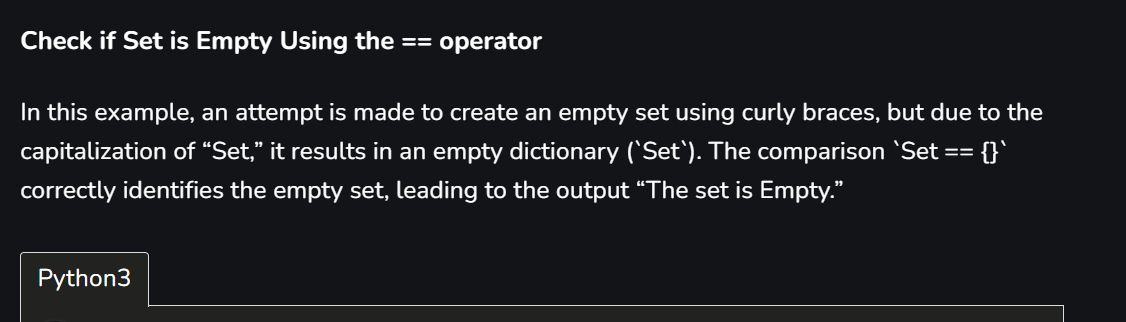 Check if Set is Empty Using the == operator
In this example, an attempt is made to create an empty set using curly braces, but due to the
capitalization of “Set,” it results in an empty dictionary (`Set`). The comparison `Set == {}`
correctly identifies the empty set, leading to the output “The set is Empty.”
Python3